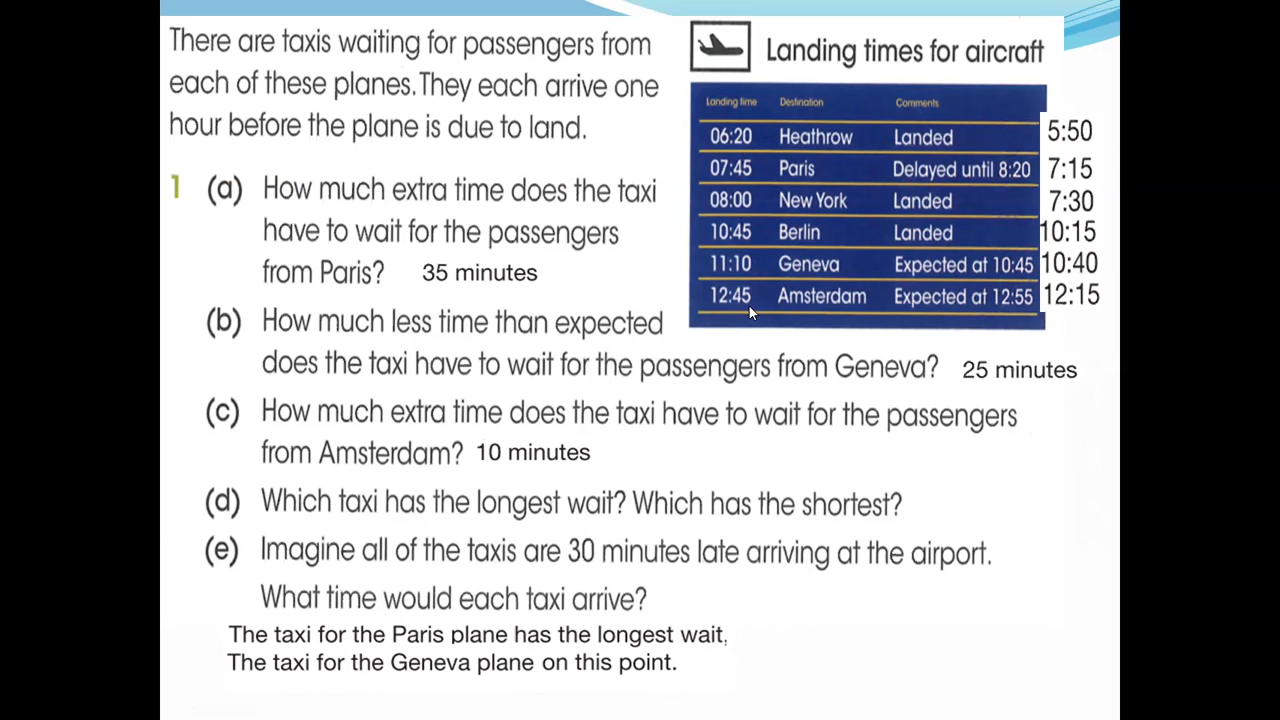 There are taxis waiting for passengers from
each of these planes. They each arrive one
hour before the plane is due to land.
1 (a) How much extra time does the taxi
have to wait for the passengers
from Paris? 35 minutes
(b) How much less time than expected
does the taxi have to wait for the passengers from Geneva? 25 minutes
(c) How much extra time does the taxi have to wait for the passengers
from Amsterdam? 10 minutes
(d) Which taxi has the longest wait? Which has the shortest?
(e) Imagine all of the taxis are 30 minutes late arriving at the airport.
What time would each taxi arrive?
The taxi for the Paris plane has the longest wait,
The taxi for the Geneva plane on this point.
Landing times for aircraft
Landing time Destination Comments
06:20 Heathrow Landed 5:50
07:45 Paris Delayed until 8:20 7:15
08:00 New York Landed 7:30
10:45 Berlin Landed 10:15
11:10 Geneva Expected at 10:45 10:40
12:45 Amsterdam Expected at 12:55 12:15